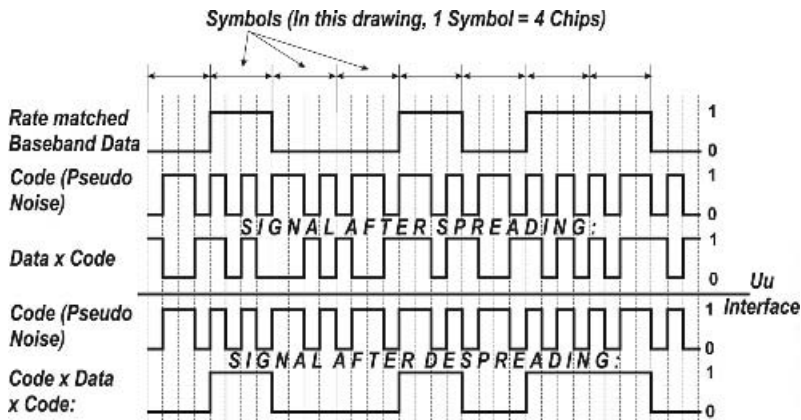 Symbols (In this drawing, 1 Symbol = 4 Chips)
Rate matched
Baseband Data
1
0
Code (Pseudo
Noise)
1
0
SIGNAL AFTER SPREADING:
Data x Code
1
0
Uu
Interface
Code (Pseudo
Noise)
1
0
SIGNAL AFTER DESPREADING:
Code x Data
x Code:
1
0